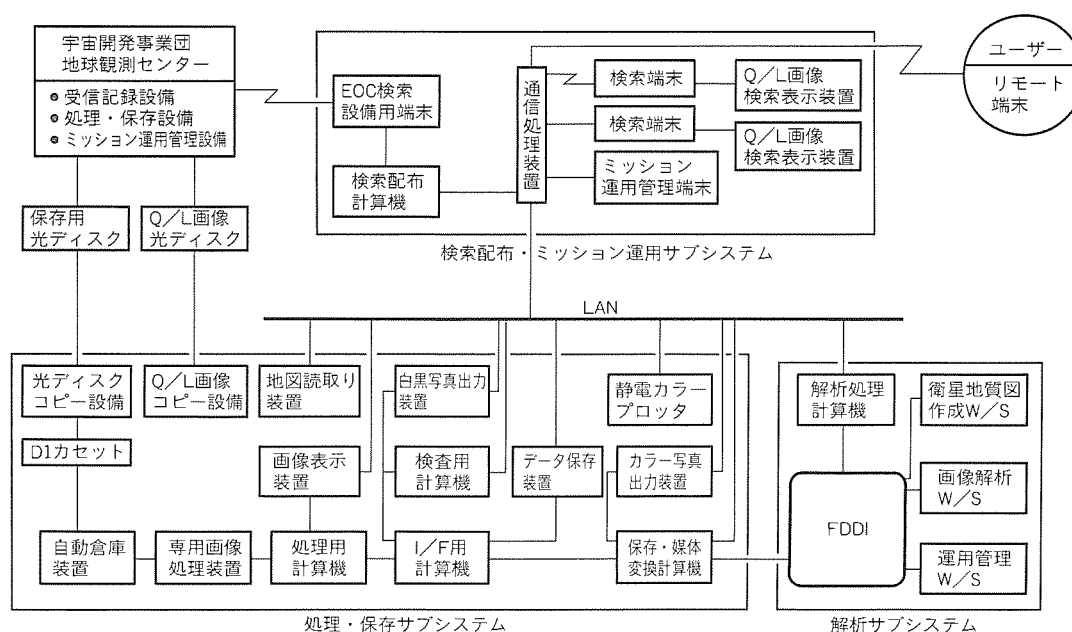 宇宙開発事業団
地球観測センター
● 受信記録設備
● 処理・保存設備
● ミッション運用管理設備
EOC検索
設備用端末
検索配布
計算機
通信処理装置
検索端末
Q/L画像
検索表示装置
検索端末
Q/L画像
検索表示装置
ミッション
運用管理端末
ユーザー
リモート
端末
検索配布・ミッション運用サブシステム
保存用
光ディスク
Q/L画像
光ディスク
LAN
光ディスク
コピー設備
Q/L画像
コピー設備
地図読取り
装置
白黒写真出力
装置
静電カラー
プロッタ
D1カセット
画像表示
装置
検査用
計算機
データ保存
装置
カラー写真
出力装置
自動倉庫
装置
専用画像
処理装置
処理用
計算機
I/F用
計算機
保存・媒体
変換計算機
処理・保存サブシステム
解析処理
計算機
衛星地質図
作成W/S
FDDI
画像解析
W/S
運用管理
W/S
解析サブシステム